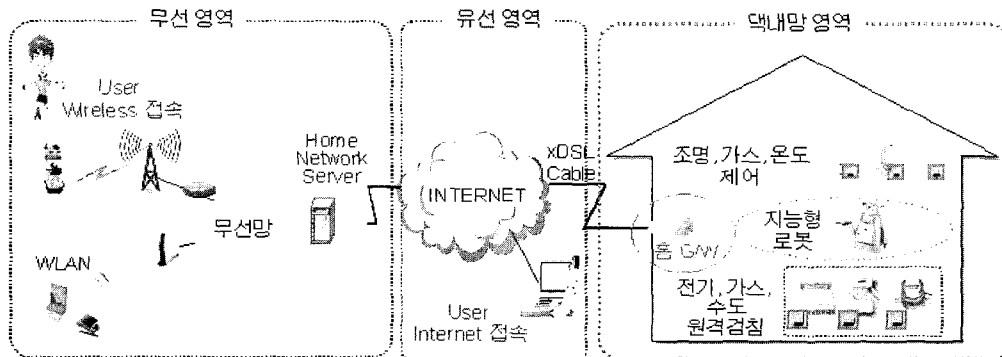 무선 영역
유선 영역
댁내망 영역
User
Wireless 접속
Home
Network
Server
무선망
WLAN
INTERNET
xDSL
Cable
User
Internet 접속
조명, 가스, 온도
제어
홈 G/W
지능형
로봇
전기, 가스,
수도
원격검침